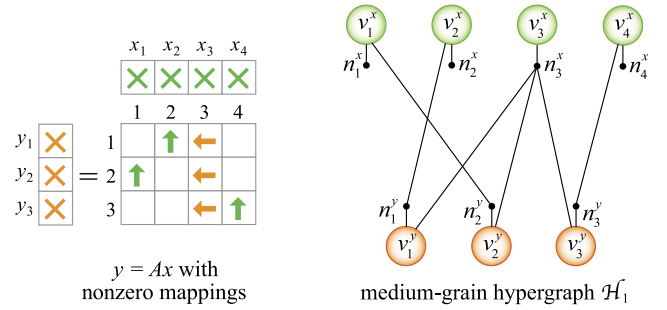 x₁ x₂ x₃ x₄
1 2 3 4
y₁ 1
y₂ = 2
y₃ 3
y = Ax with
nonzero mappings
v₁ˣ v₂ˣ v₃ˣ v₄ˣ
n₁ˣ n₂ˣ n₃ˣ n₄ˣ
n₁ʸ n₂ʸ n₃ʸ
v₁ʸ v₂ʸ v₃ʸ
medium-grain hypergraph ℋ₁